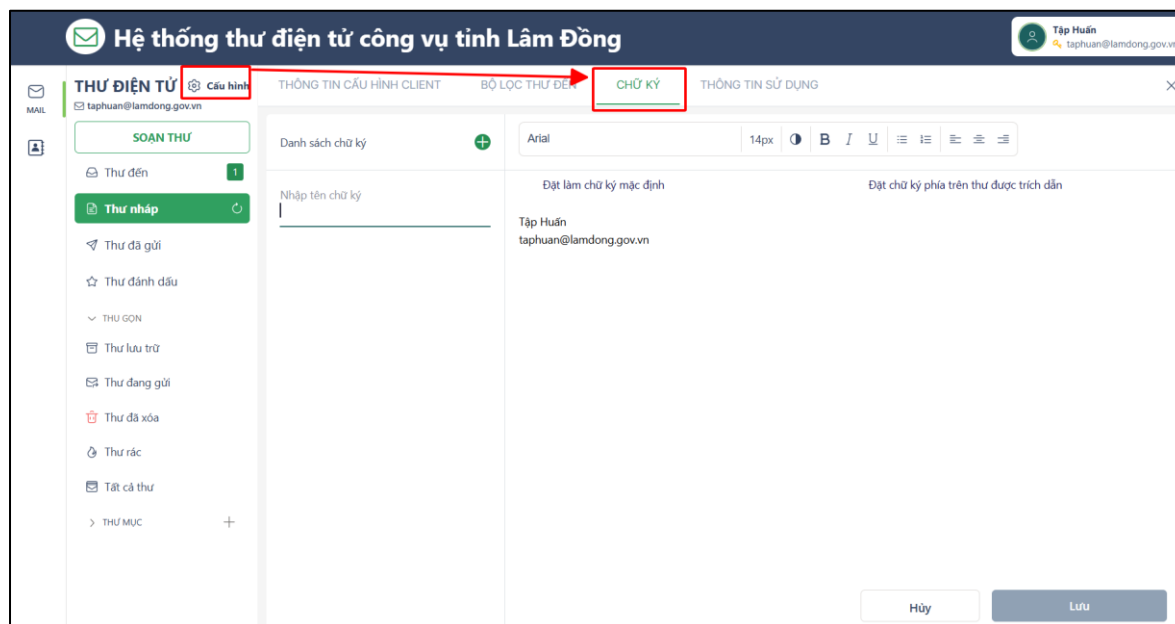 Hệ thống thư điện tử công vụ tỉnh Lâm Đồng
Tập Huấn
taphuan@lamdong.gov.vn
MAIL
THƯ ĐIỆN TỬ Cấu hình
taphuan@lamdong.gov.vn
THÔNG TIN CẤU HÌNH CLIENT BỘ LỌC THƯ ĐẾN CHỮ KÝ THÔNG TIN SỬ DỤNG
SOẠN THƯ
Thư đến 1
Thư nháp
Thư đã gửi
Thư đánh dấu
THU GỌN
Thư lưu trữ
Thư đang gửi
Thư đã xóa
Thư rác
Tất cả thư
THƯ MỤC
Danh sách chữ ký
Nhập tên chữ ký
Arial 14px B I U
Đặt làm chữ ký mặc định Đặt chữ ký phía trên thư được trích dẫn
Tập Huấn
taphuan@lamdong.gov.vn
Hủy Lưu